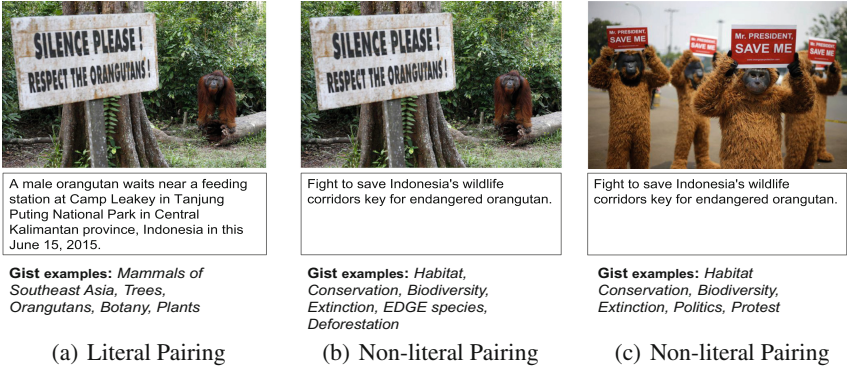 SILENCE PLEASE !
RESPECT THE ORANGUTANS !
SILENCE PLEASE !
RESPECT THE ORANGUTANS !
Mr. PRESIDENT,
SAVE ME
Mr. PRESIDENT,
SAVE ME
Mr. PRESIDENT,
SAVE ME
Mr. PRESIDENT,
SAVE ME
A male orangutan waits near a feeding
station at Camp Leakey in Tanjung
Puting National Park in Central
Kalimantan province, Indonesia in this
June 15, 2015.
Fight to save Indonesia's wildlife
corridors key for endangered orangutan.
Fight to save Indonesia's wildlife
corridors key for endangered orangutan.
Gist examples: Mammals of
Southeast Asia, Trees,
Orangutans, Botany, Plants
Gist examples: Habitat,
Conservation, Biodiversity,
Extinction, EDGE species,
Deforestation
Gist examples: Habitat
Conservation, Biodiversity,
Extinction, Politics, Protest
(a) Literal Pairing
(b) Non-literal Pairing
(c) Non-literal Pairing